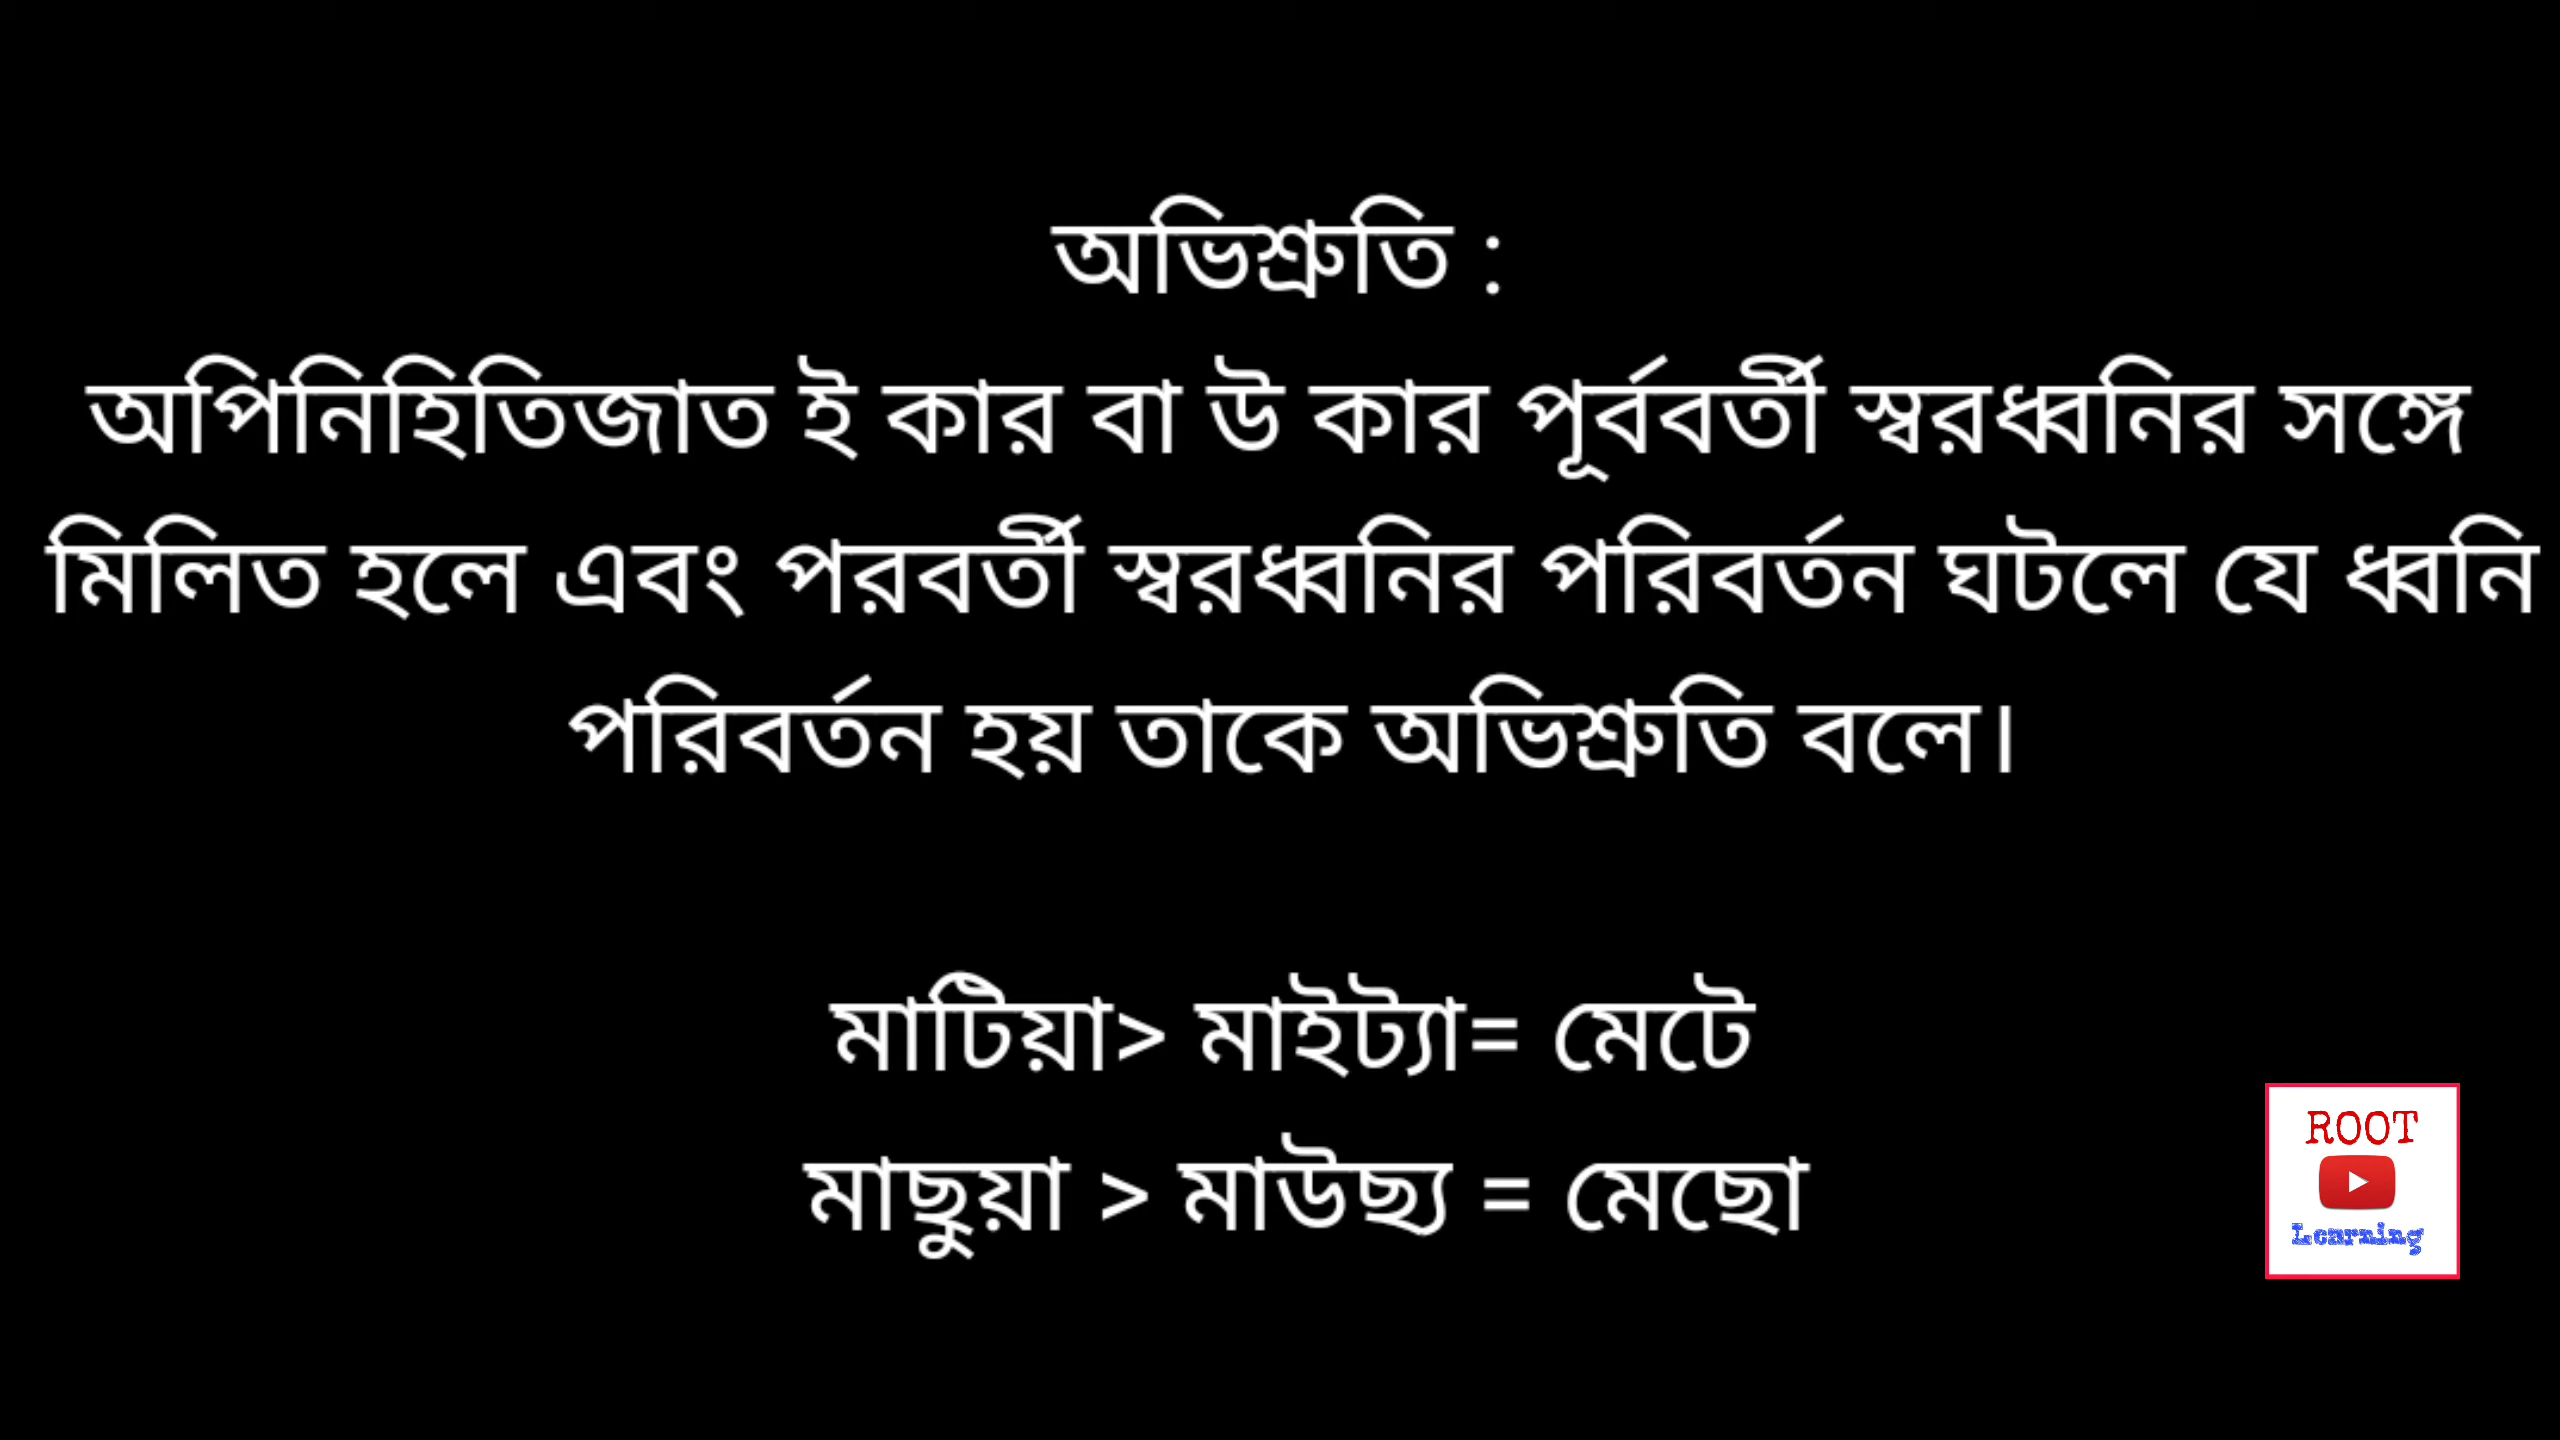 অভিশ্রুতি :
অপিনিহিতিজাত ই কার বা উ কার পূর্ববর্তী স্বরধ্বনির সঙ্গে
মিলিত হলে এবং পরবর্তী স্বরধ্বনির পরিবর্তন ঘটলে যে ধ্বনি
পরিবর্তন হয় তাকে অভিশ্রুতি বলে।
মাটিয়া> মাইট্যা= মেটে
মাছুয়া > মাউছ্য = মেছো
ROOT
Learning